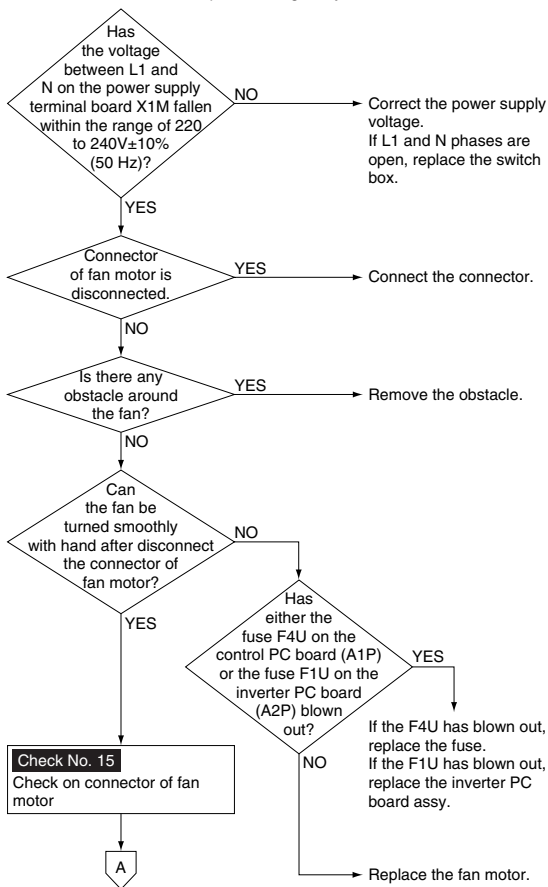 Has
the voltage
between L1 and
N on the power supply
terminal board X1M fallen
within the range of 220
to 240V±10%
(50 Hz)?
NO
Correct the power supply
voltage.
If L1 and N phases are
open, replace the switch
box.
YES
Connector
of fan motor is
disconnected.
YES
Connect the connector.
NO
Is there any
obstacle around
the fan?
YES
Remove the obstacle.
NO
Can
the fan be
turned smoothly
with hand after disconnect
the connector of
fan motor?
NO
YES
Has
either the
fuse F4U on the
control PC board (A1P)
or the fuse F1U on the
inverter PC board
(A2P) blown
out?
YES
If the F4U has blown out,
replace the fuse.
If the F1U has blown out,
replace the inverter PC
board assy.
NO
Replace the fan motor.
Check No. 15
Check on connector of fan
motor
A